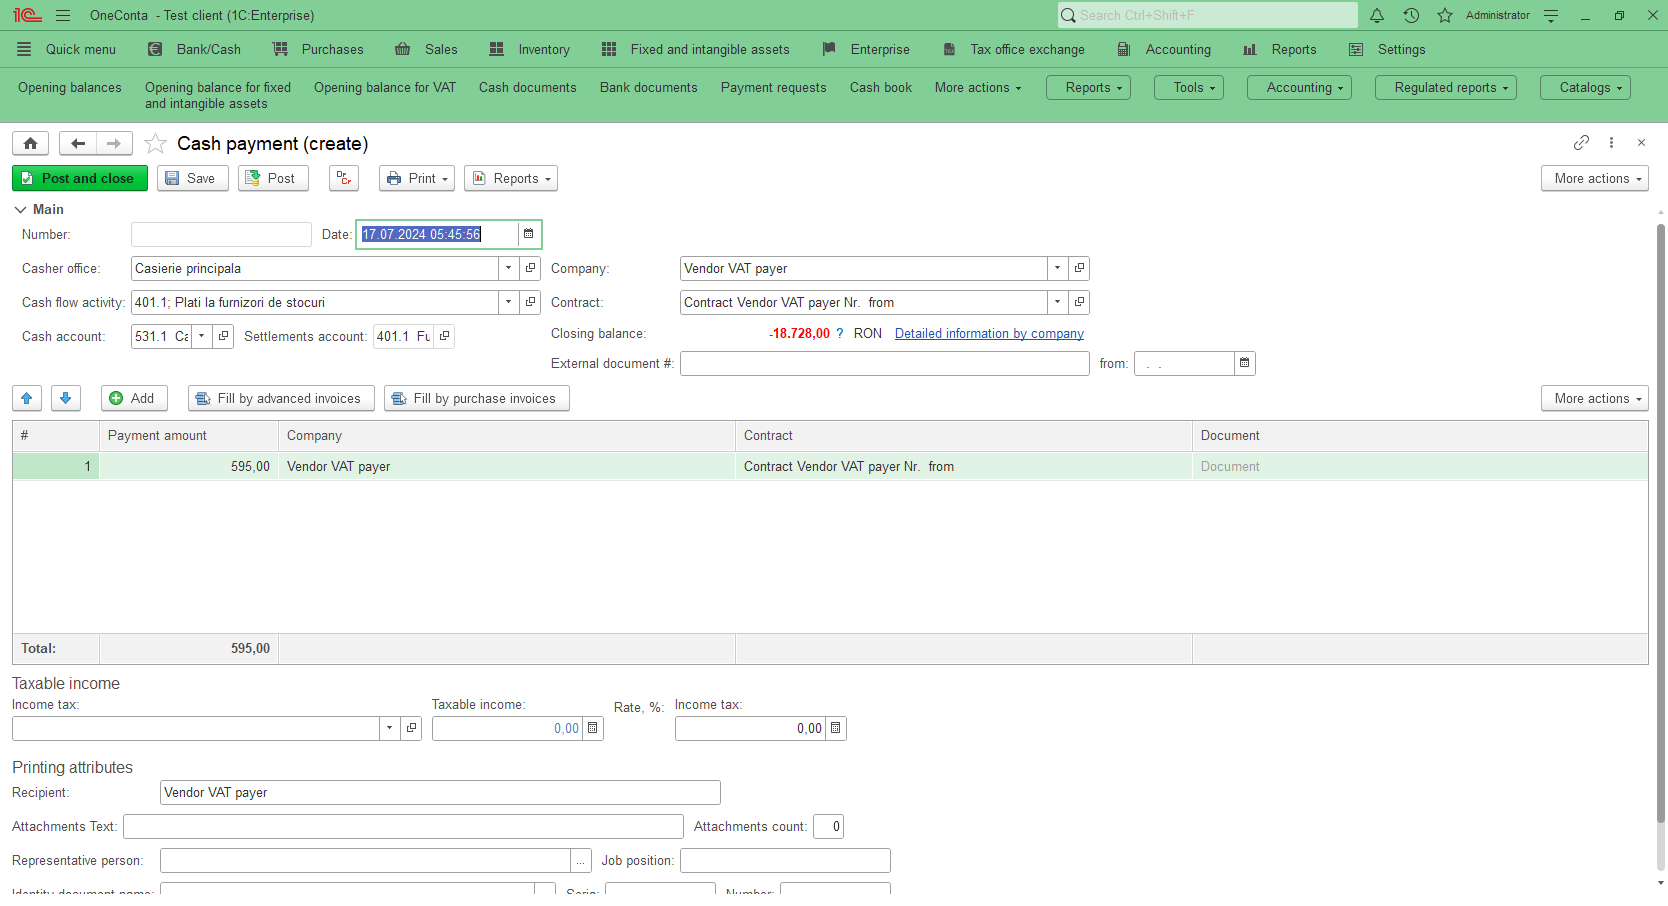 OneConta - Test client (1C:Enterprise)
Search Ctrl+Shift+F
Administrator
Quick menu
Bank/Cash
Purchases
Sales
Inventory
Fixed and intangible assets
Enterprise
Tax office exchange
Accounting
Reports
Settings
Opening balances
Opening balance for fixed
and intangible assets
Opening balance for VAT
Cash documents
Bank documents
Payment requests
Cash book
More actions
Reports
Tools
Accounting
Regulated reports
Catalogs
Cash payment (create)
Post and close
Save
Post
Dr
Cr
Print
Reports
More actions
Main
Number:
Date: 17.07.2024 05:45:56
Casher office: Casierie principala
Company: Vendor VAT payer
Cash flow activity: 401.1; Plati la furnizori de stocuri
Contract: Contract Vendor VAT payer Nr. from
Cash account: 531.1 Ca
Settlements account: 401.1 Fu
Closing balance: -18.728,00 ? RON Detailed information by company
External document #:
from: . .
Add
Fill by advanced invoices
Fill by purchase invoices
More actions
# Payment amount Company Contract Document
1 595,00 Vendor VAT payer Contract Vendor VAT payer Nr. from Document
Total: 595,00
Taxable income
Income tax:
Taxable income: 0,00
Rate, %:
Income tax: 0,00
Printing attributes
Recipient: Vendor VAT payer
Attachments Text:
Attachments count: 0
Representative person: ...
Job position:
Identity document name:
Seria:
Number: